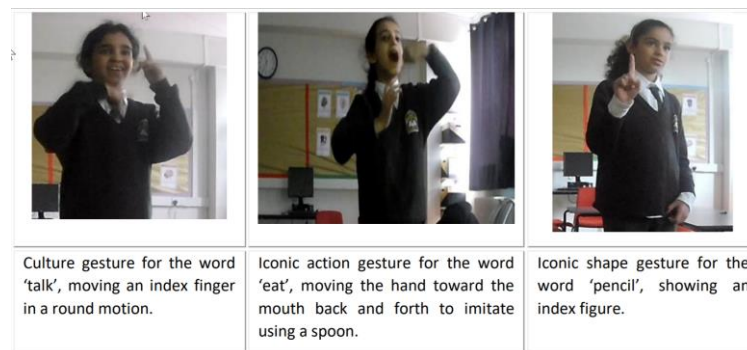 Culture gesture for the word
‘talk’, moving an index finger
in a round motion.
Iconic action gesture for the word
‘eat’, moving the hand toward the
mouth back and forth to imitate
using a spoon.
Iconic shape gesture for the
word ‘pencil’, showing an
index figure.